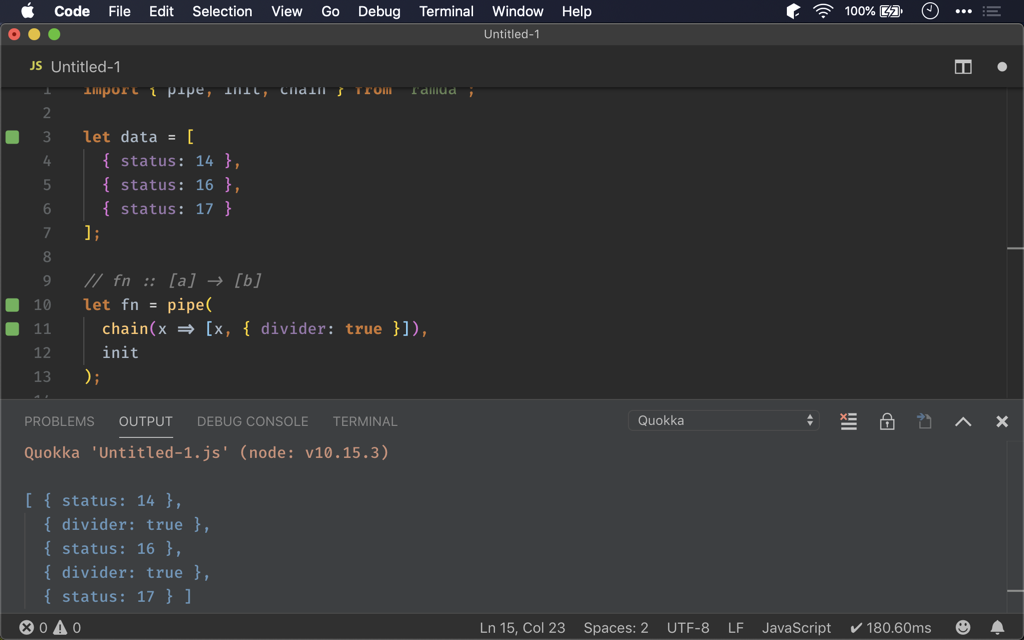 Code File Edit Selection View Go Debug Terminal Window Help 100%
Untitled-1
JS Untitled-1
1 import { pipe, init, chain } from 'ramda';
2
3 let data = [
4 { status: 14 },
5 { status: 16 },
6 { status: 17 }
7 ];
8
9 // fn :: [a] → [b]
10 let fn = pipe(
11 chain(x ⇒ [x, { divider: true }]),
12 init
13 );
14
PROBLEMS OUTPUT DEBUG CONSOLE TERMINAL Quokka
Quokka 'Untitled-1.js' (node: v10.15.3)
[ { status: 14 },
{ divider: true },
{ status: 16 },
{ divider: true },
{ status: 17 } ]
0 0 Ln 15, Col 23 Spaces: 2 UTF-8 LF JavaScript ✔ 180.60ms